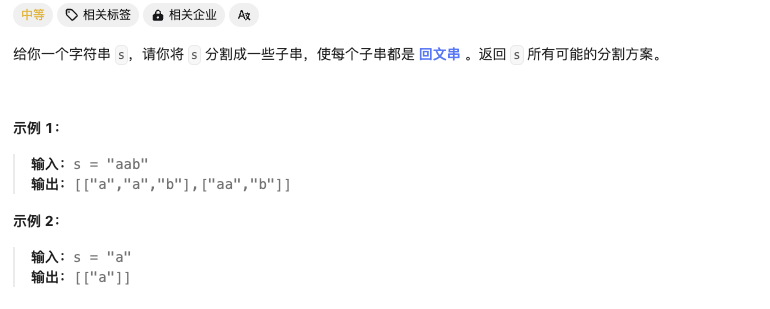 中等 相关标签 相关企业 Aあ
给你一个字符串 s，请你将 s 分割成一些子串，使每个子串都是 回文串 。返回 s 所有可能的分割方案。
示例 1：
输入：s = "aab"
输出：[["a","a","b"],["aa","b"]]
示例 2：
输入：s = "a"
输出：[["a"]]